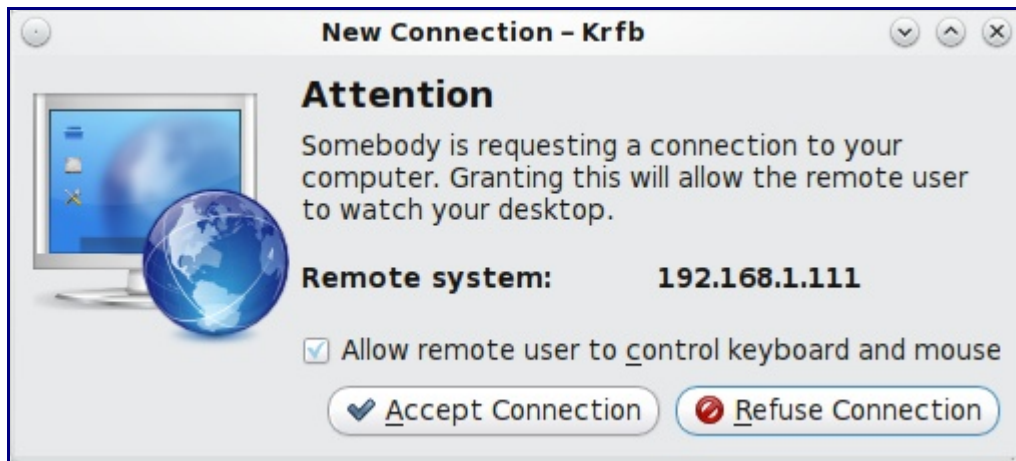 New Connection – Krfb
Attention
Somebody is requesting a connection to your
computer. Granting this will allow the remote user
to watch your desktop.
Remote system: 192.168.1.111
Allow remote user to control keyboard and mouse
Accept Connection Refuse Connection